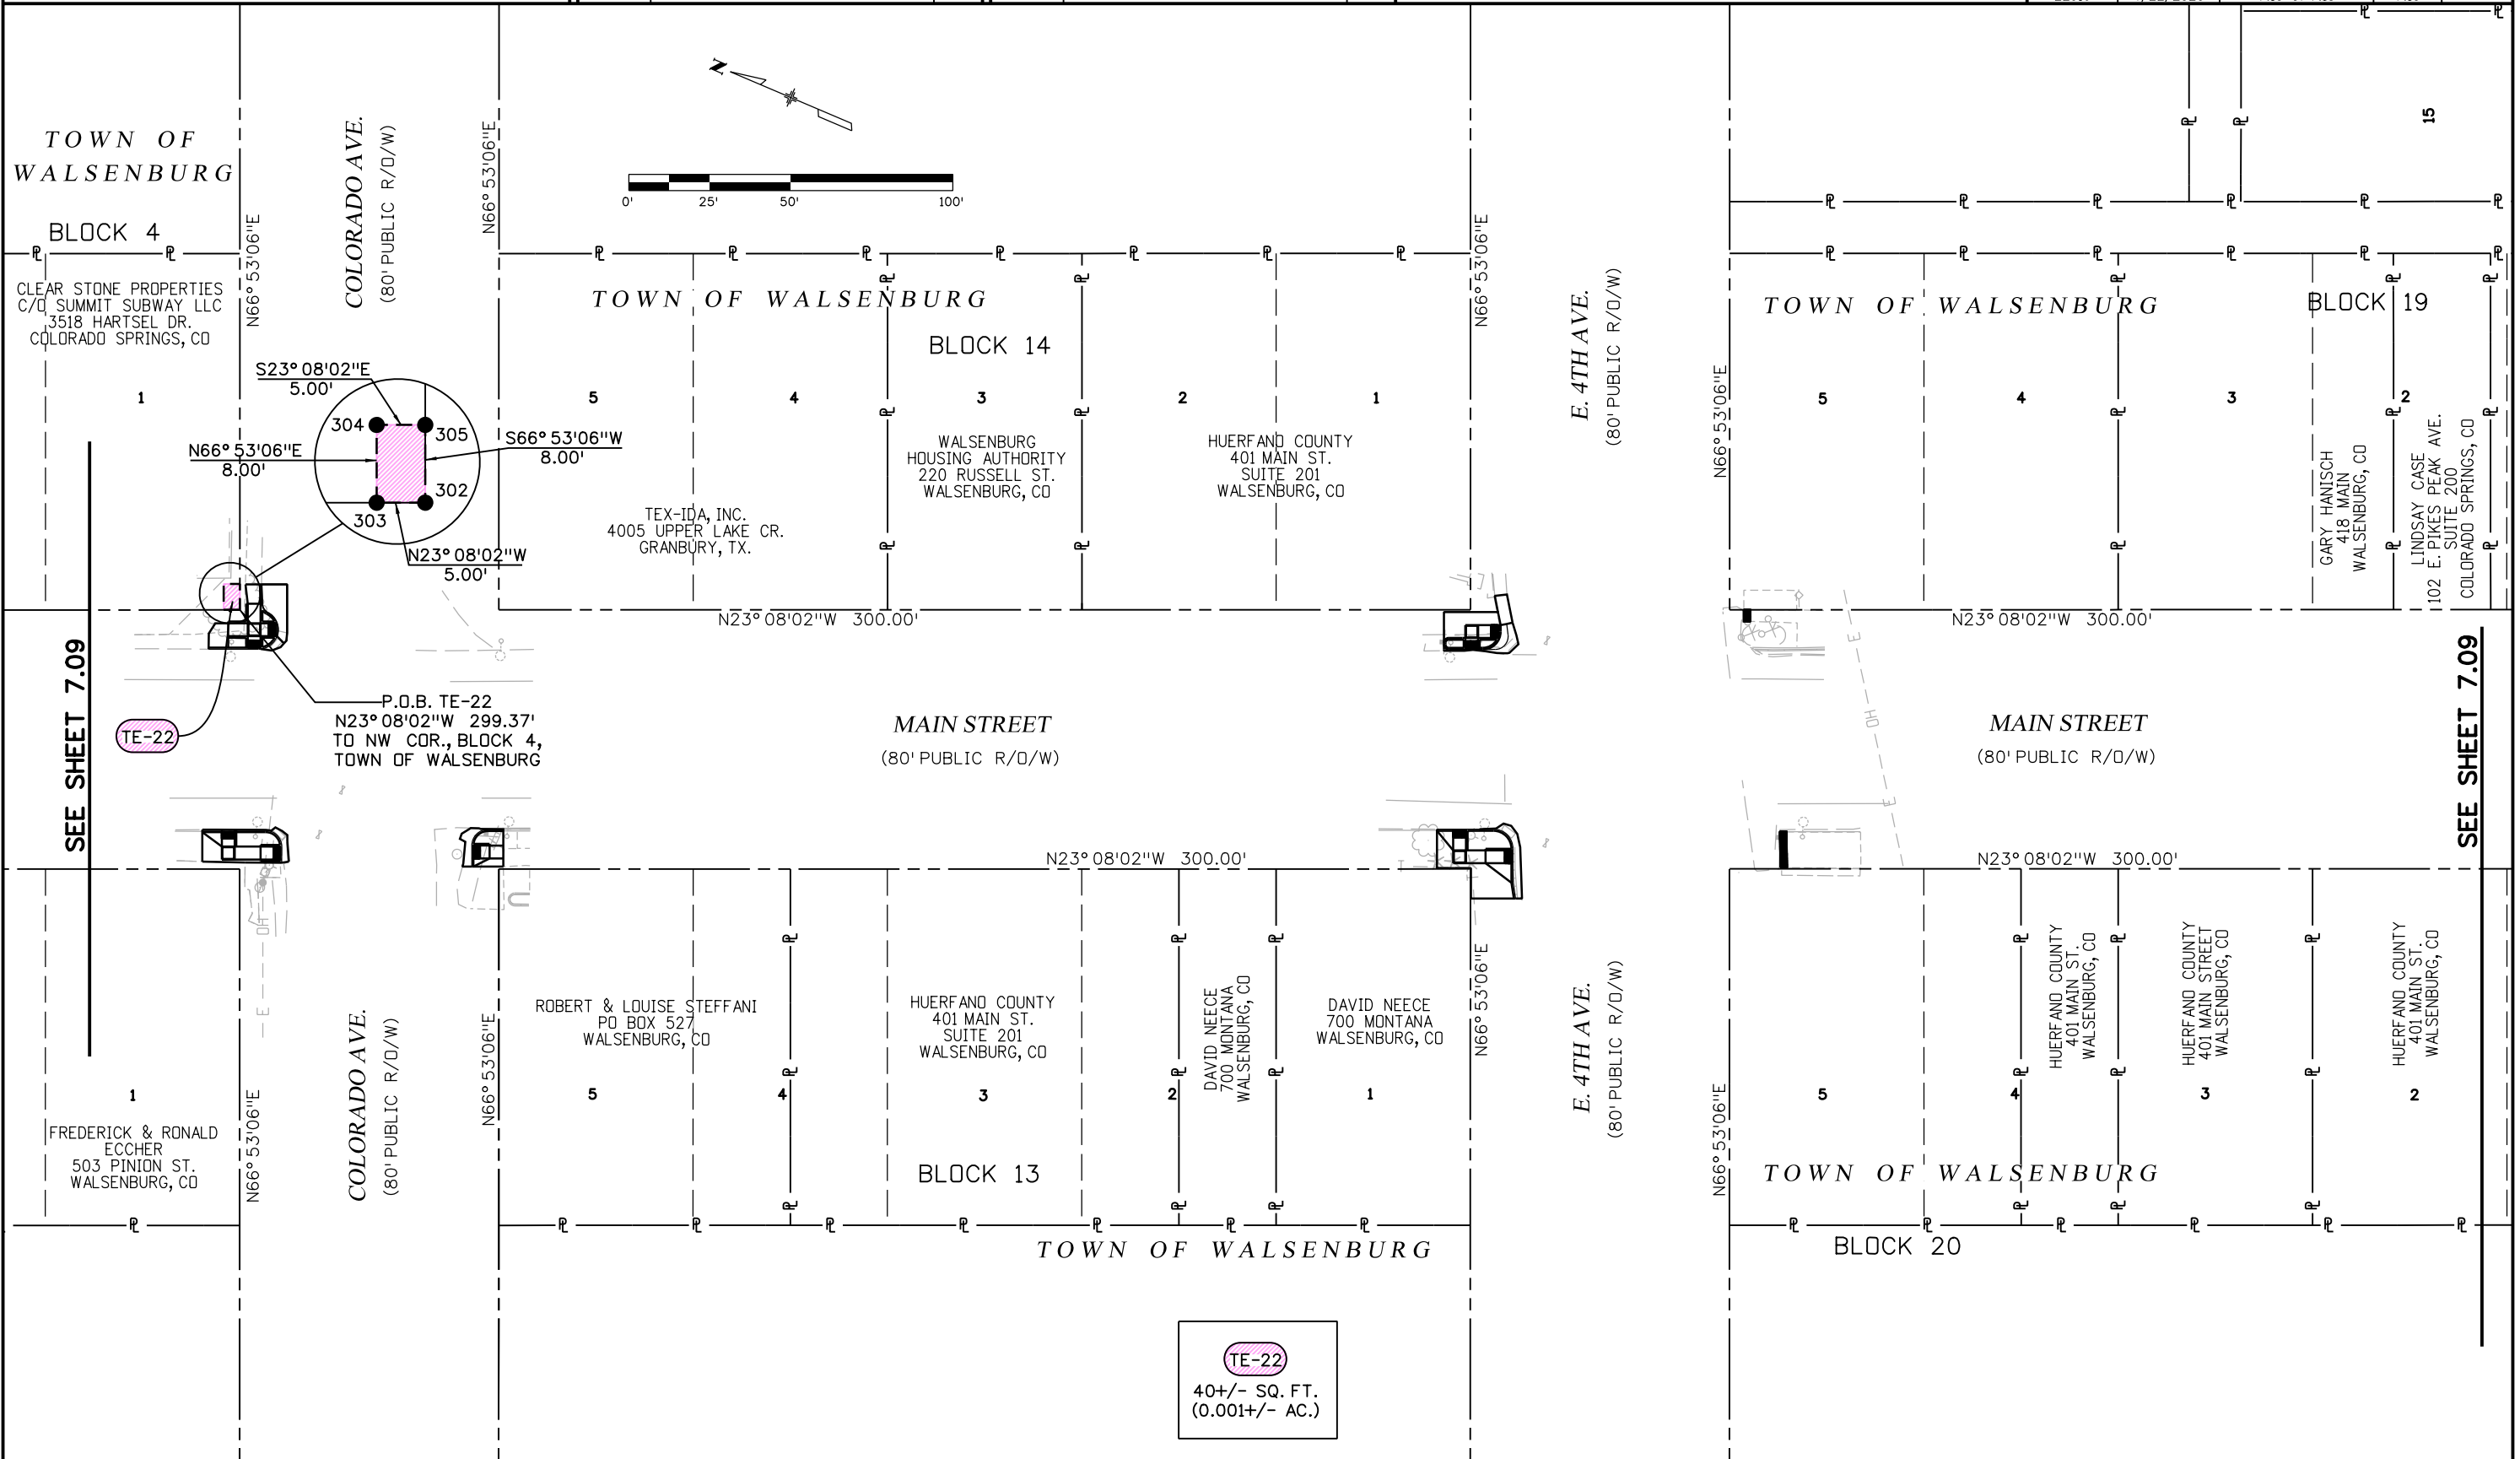 N
0' 25' 50' 100'
TOWN OF
WALSENBURG
BLOCK 4
CLEAR STONE PROPERTIES
C/O SUMMIT SUBWAY LLC
3518 HARTSEL DR.
COLORADO SPRINGS, CO
1
N66°53'06"E
COLORADO AVE.
(80' PUBLIC R/O/W)
N66°53'06"E
S23°08'02"E
5.00'
304
305
N66°53'06"E
8.00'
S66°53'06"W
8.00'
302
303
N23°08'02"W
5.00'
TOWN OF WALSENBURG
BLOCK 14
5
4
3
2
1
TEX-IDA, INC.
4005 UPPER LAKE CR.
GRANBURY, TX.
WALSENBURG
HOUSING AUTHORITY
220 RUSSELL ST.
WALSENBURG, CO
HUERFANO COUNTY
401 MAIN ST.
SUITE 201
WALSENBURG, CO
N23°08'02"W 300.00'
N66°53'06"E
E. 4TH AVE.
(80' PUBLIC R/O/W)
N66°53'06"E
15
TOWN OF WALSENBURG
BLOCK 19
5
4
3
2
GARY HANISCH
418 MAIN
WALSENBURG, CO
LINDSAY CASE
102 E. PIKES PEAK AVE.
SUITE 200
COLORADO SPRINGS, CO
N23°08'02"W 300.00'
SEE SHEET 7.09
TE-22
P.O.B. TE-22
N23°08'02"W 299.37'
TO NW COR., BLOCK 4,
TOWN OF WALSENBURG
MAIN STREET
(80' PUBLIC R/O/W)
MAIN STREET
(80' PUBLIC R/O/W)
SEE SHEET 7.09
E
OH
E
OH
E
N23°08'02"W 300.00'
N23°08'02"W 300.00'
1
FREDERICK & RONALD
ECCHER
503 PINION ST.
WALSENBURG, CO
N66°53'06"E
COLORADO AVE.
(80' PUBLIC R/O/W)
N66°53'06"E
ROBERT & LOUISE STEFFANI
PO BOX 527
WALSENBURG, CO
HUERFANO COUNTY
401 MAIN ST.
SUITE 201
WALSENBURG, CO
DAVID NEECE
700 MONTANA
WALSENBURG, CO
DAVID NEECE
700 MONTANA
WALSENBURG, CO
5
4
3
2
1
BLOCK 13
TOWN OF WALSENBURG
N66°53'06"E
E. 4TH AVE.
(80' PUBLIC R/O/W)
N66°53'06"E
HUERFANO COUNTY
401 MAIN ST.
WALSENBURG, CO
HUERFANO COUNTY
401 MAIN STREET
WALSENBURG, CO
HUERFANO COUNTY
401 MAIN ST.
WALSENBURG, CO
5
4
3
2
TOWN OF WALSENBURG
BLOCK 20
TE-22
40+/- SQ. FT.
(0.001+/- AC.)